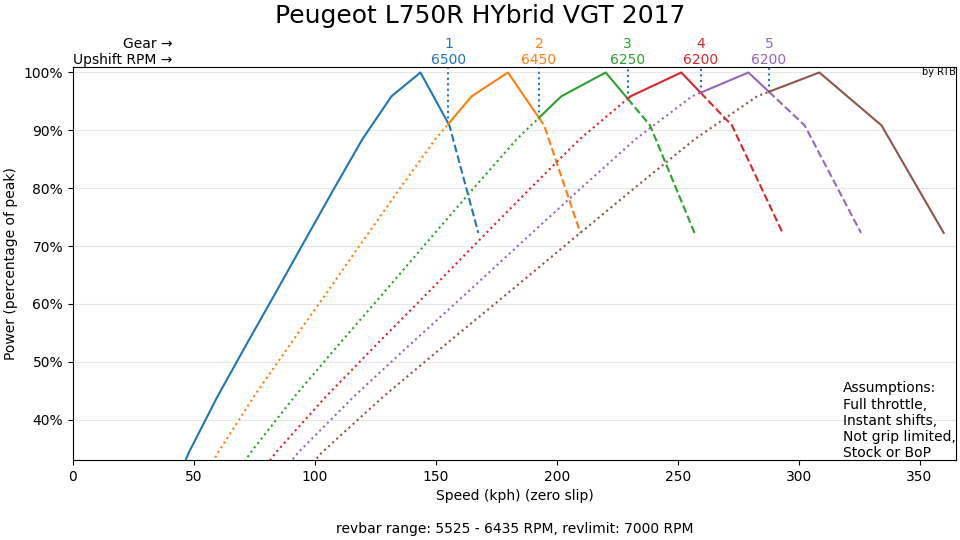 Peugeot L750R HYbrid VGT 2017
Gear → 1 2 3 4 5
Upshift RPM → 6500 6450 6250 6200 6200
by RTB
100%
90%
80%
70%
60%
50%
40%
Power (percentage of peak)
Assumptions:
Full throttle,
Instant shifts,
Not grip limited,
Stock or BoP
0 50 100 150 200 250 300 350
Speed (kph) (zero slip)
revbar range: 5525 - 6435 RPM, revlimit: 7000 RPM